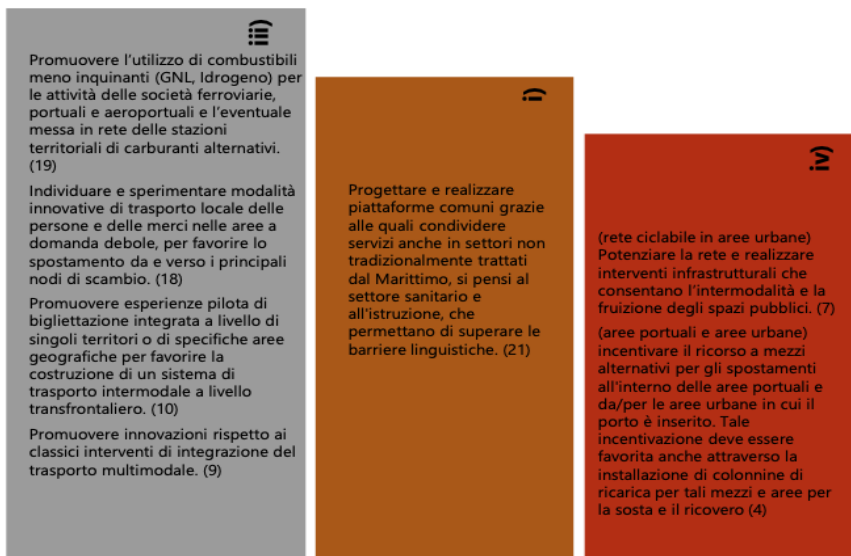 iii)
Promuovere l'utilizzo di combustibili
meno inquinanti (GNL, Idrogeno) per
le attività delle società ferroviarie,
portuali e aeroportuali e l'eventuale
messa in rete delle stazioni
territoriali di carburanti alternativi.
(19)
Individuare e sperimentare modalità
innovative di trasporto locale delle
persone e delle merci nelle aree a
domanda debole, per favorire lo
spostamento da e verso i principali
nodi di scambio. (18)
Promuovere esperienze pilota di
bigliettazione integrata a livello di
singoli territori o di specifiche aree
geografiche per favorire la
costruzione di un sistema di
trasporto intermodale a livello
transfrontaliero. (10)
Promuovere innovazioni rispetto ai
classici interventi di integrazione del
trasporto multimodale. (9)
i)
Progettare e realizzare
piattaforme comuni grazie
alle quali condividere
servizi anche in settori non
tradizionalmente trattati
dal Marittimo, si pensi al
settore sanitario e
all'istruzione, che
permettano di superare le
barriere linguistiche. (21)
iv)
(rete ciclabile in aree urbane)
Potenziare la rete e realizzare
interventi infrastrutturali che
consentano l'intermodalità e la
fruizione degli spazi pubblici. (7)
(aree portuali e aree urbane)
incentivare il ricorso a mezzi
alternativi per gli spostamenti
all'interno delle aree portuali e
da/per le aree urbane in cui il
porto è inserito. Tale
incentivazione deve essere
favorita anche attraverso la
installazione di colonnine di
ricarica per tali mezzi e aree per
la sosta e il ricovero (4)